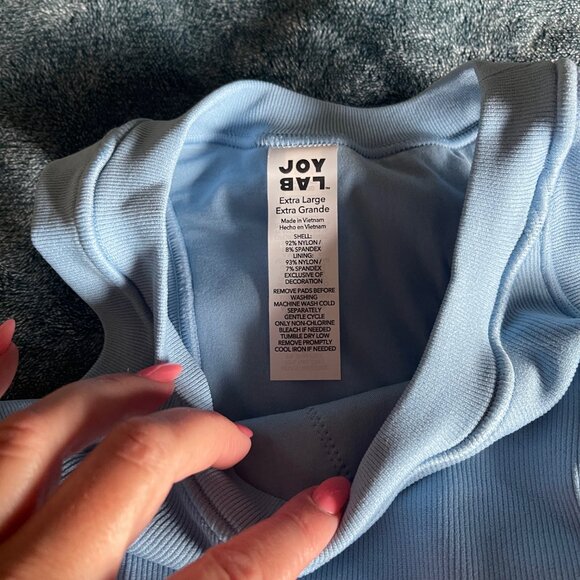 JOY
LAB™
Extra Large
Extra Grande
Made in Vietnam
Hecho en Vietnam
SHELL:
92% NYLON /
8% SPANDEX
LINING:
93% NYLON /
7% SPANDEX
EXCLUSIVE OF
DECORATION
REMOVE PADS BEFORE
WASHING
MACHINE WASH COLD
SEPARATELY
GENTLE CYCLE
ONLY NON-CHLORINE
BLEACH IF NEEDED
TUMBLE DRY LOW
REMOVE PROMPTLY
COOL IRON IF NEEDED